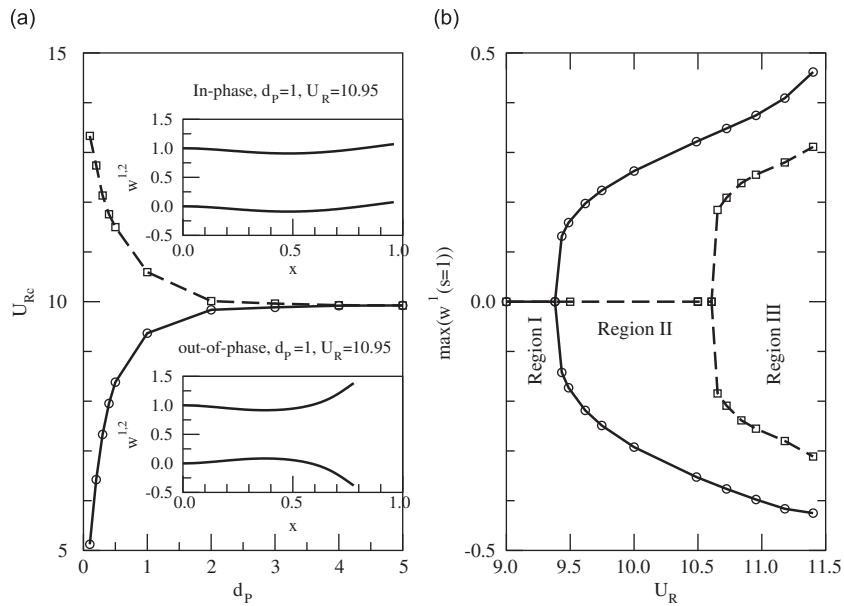 (a)
15
10
5
U_Rc
0
1
2
3
4
5
d_P
In-phase, d_P=1, U_R=10.95
1.5
1.0
0.5
0.0
-0.5
w^1,2
0.0
0.5
1.0
x
out-of-phase, d_P=1, U_R=10.95
1.5
1.0
0.5
0.0
-0.5
w^1,2
0.0
0.5
1.0
x
(b)
0.5
0.0
-0.5
max(w^1(s=1))
Region I
Region II
Region III
9.0
9.5
10.0
10.5
11.0
11.5
U_R